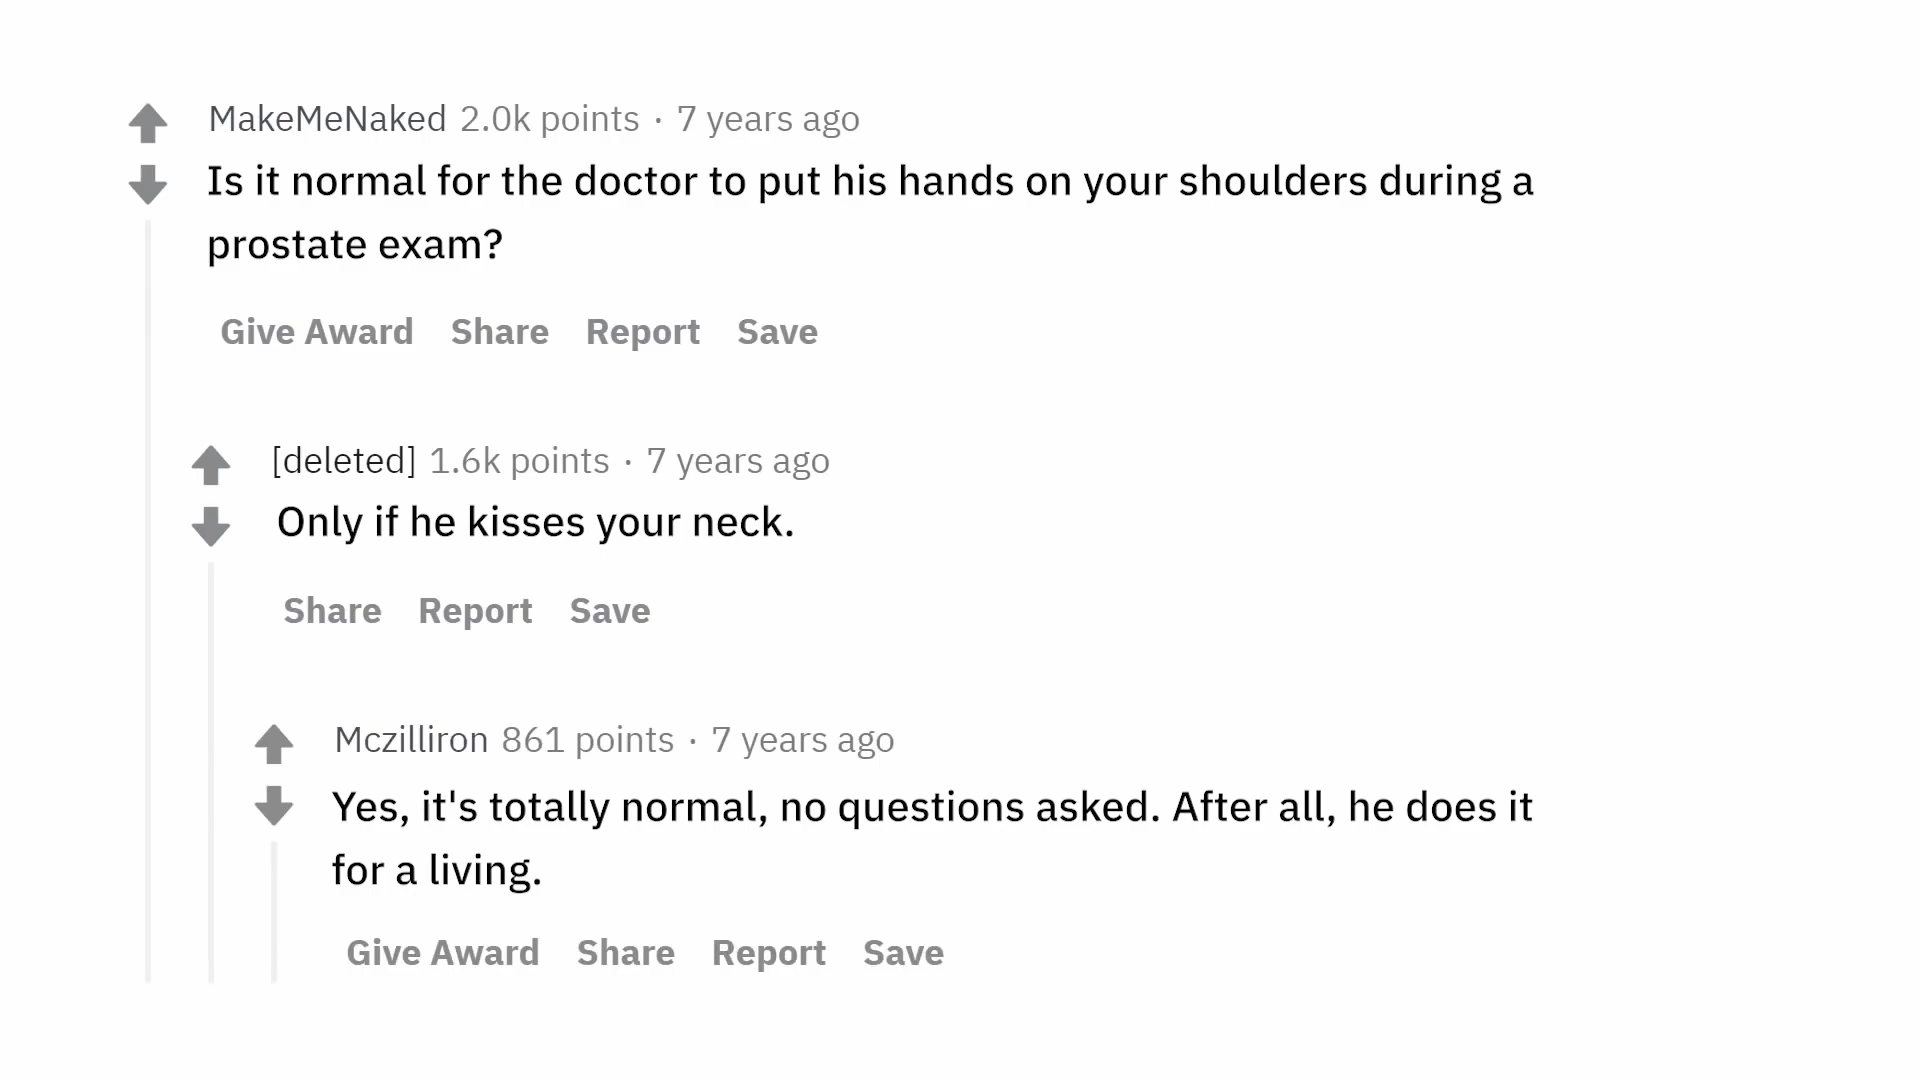 MakeMeNaked 2.0k points · 7 years ago
Is it normal for the doctor to put his hands on your shoulders during a
prostate exam?
Give Award Share Report Save
[deleted] 1.6k points · 7 years ago
Only if he kisses your neck.
Share Report Save
Mczilliron 861 points · 7 years ago
Yes, it's totally normal, no questions asked. After all, he does it
for a living.
Give Award Share Report Save